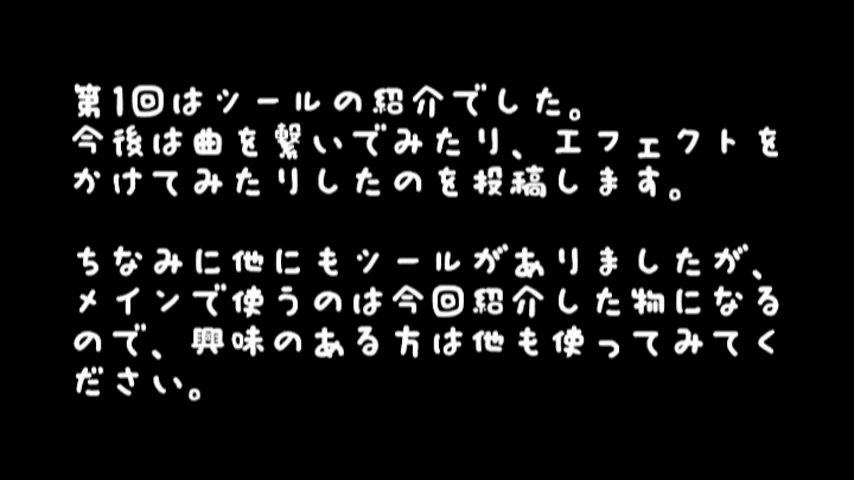 第1回はツールの紹介でした。
今後は曲を繋いでみたり、エフェクトを
かけてみたりしたのを投稿します。
ちなみに他にもツールがありましたが、
メインで使うのは今回紹介した物になる
ので、興味のある方は他も使ってみてく
ださい。